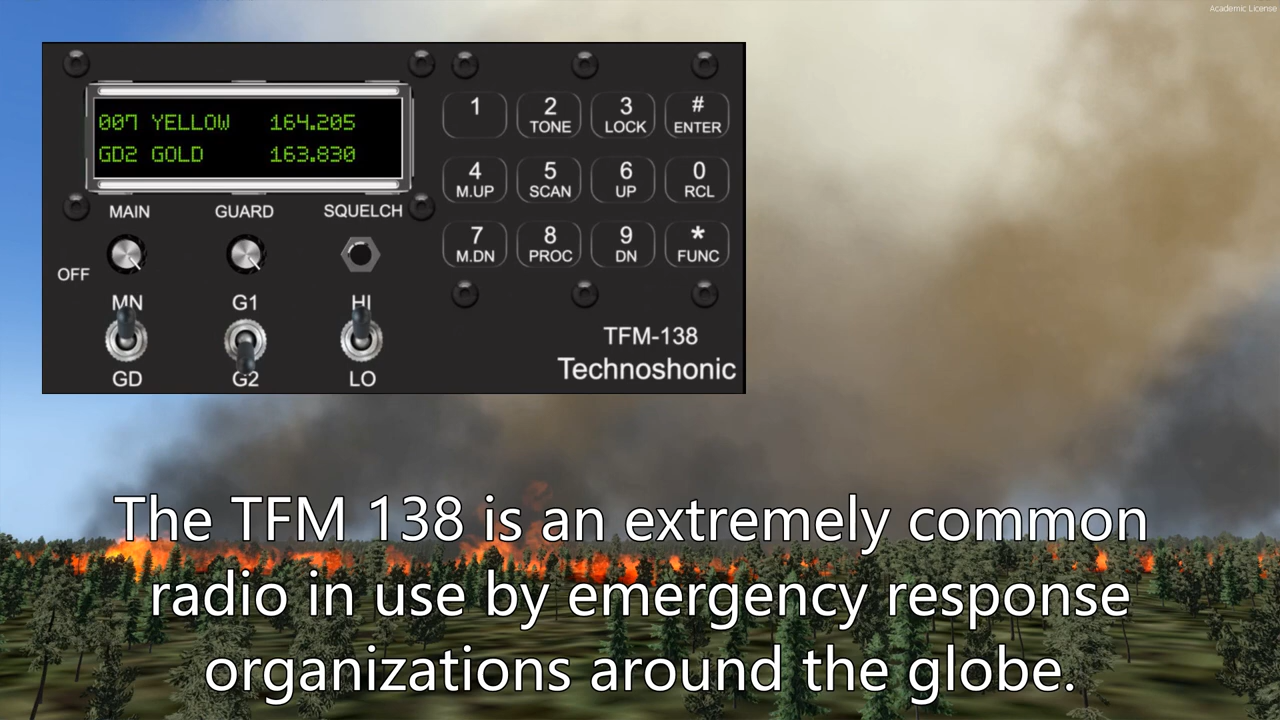 Academic License
007 YELLOW 164.205
GD2 GOLD 163.830
MAIN GUARD SQUELCH
OFF
MN G1 HI
GD G2 LO
1 2 3 #
TONE LOCK ENTER
4 5 6 0
M.UP SCAN UP RCL
7 8 9 *
M.DN PROC DN FUNC
TFM-138
Technoshonic
The TFM 138 is an extremely common
radio in use by emergency response
organizations around the globe.